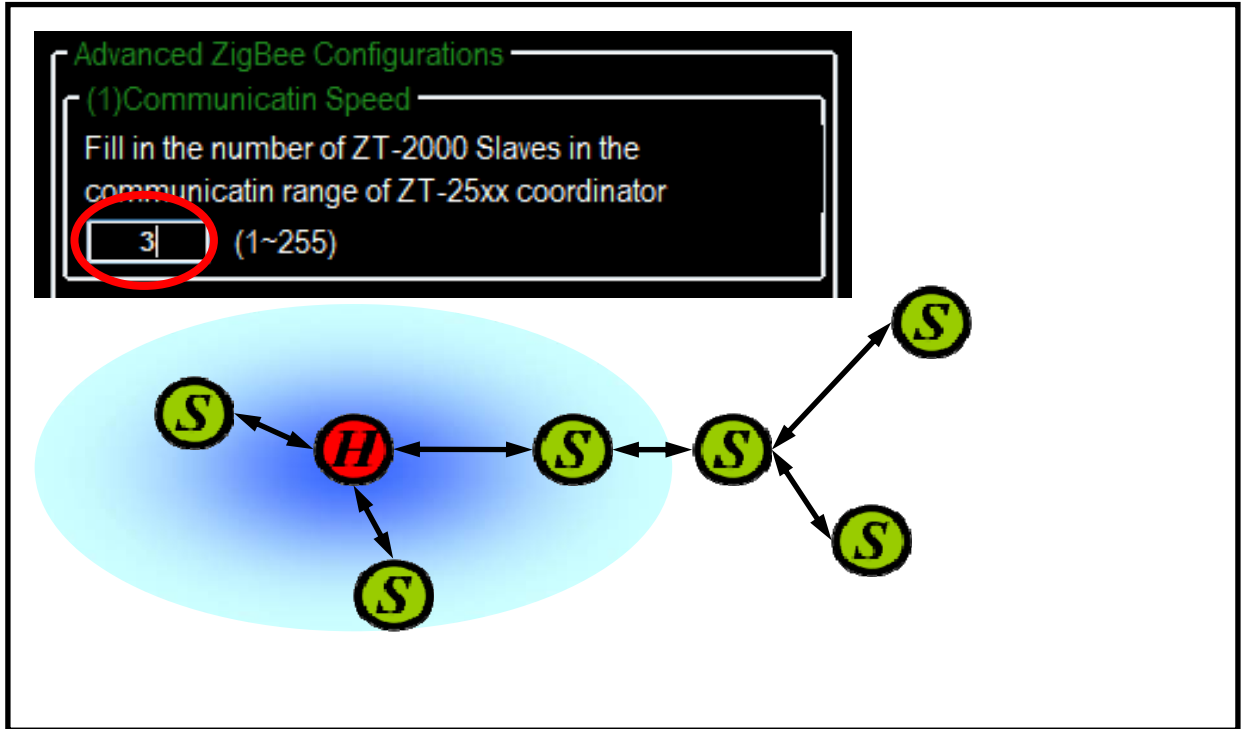 Advanced ZigBee Configurations
(1)Communicatin Speed
Fill in the number of ZT-2000 Slaves in the
communicatin range of ZT-25xx coordinator
3 (1~255)
S
S
H
S
S
S
S